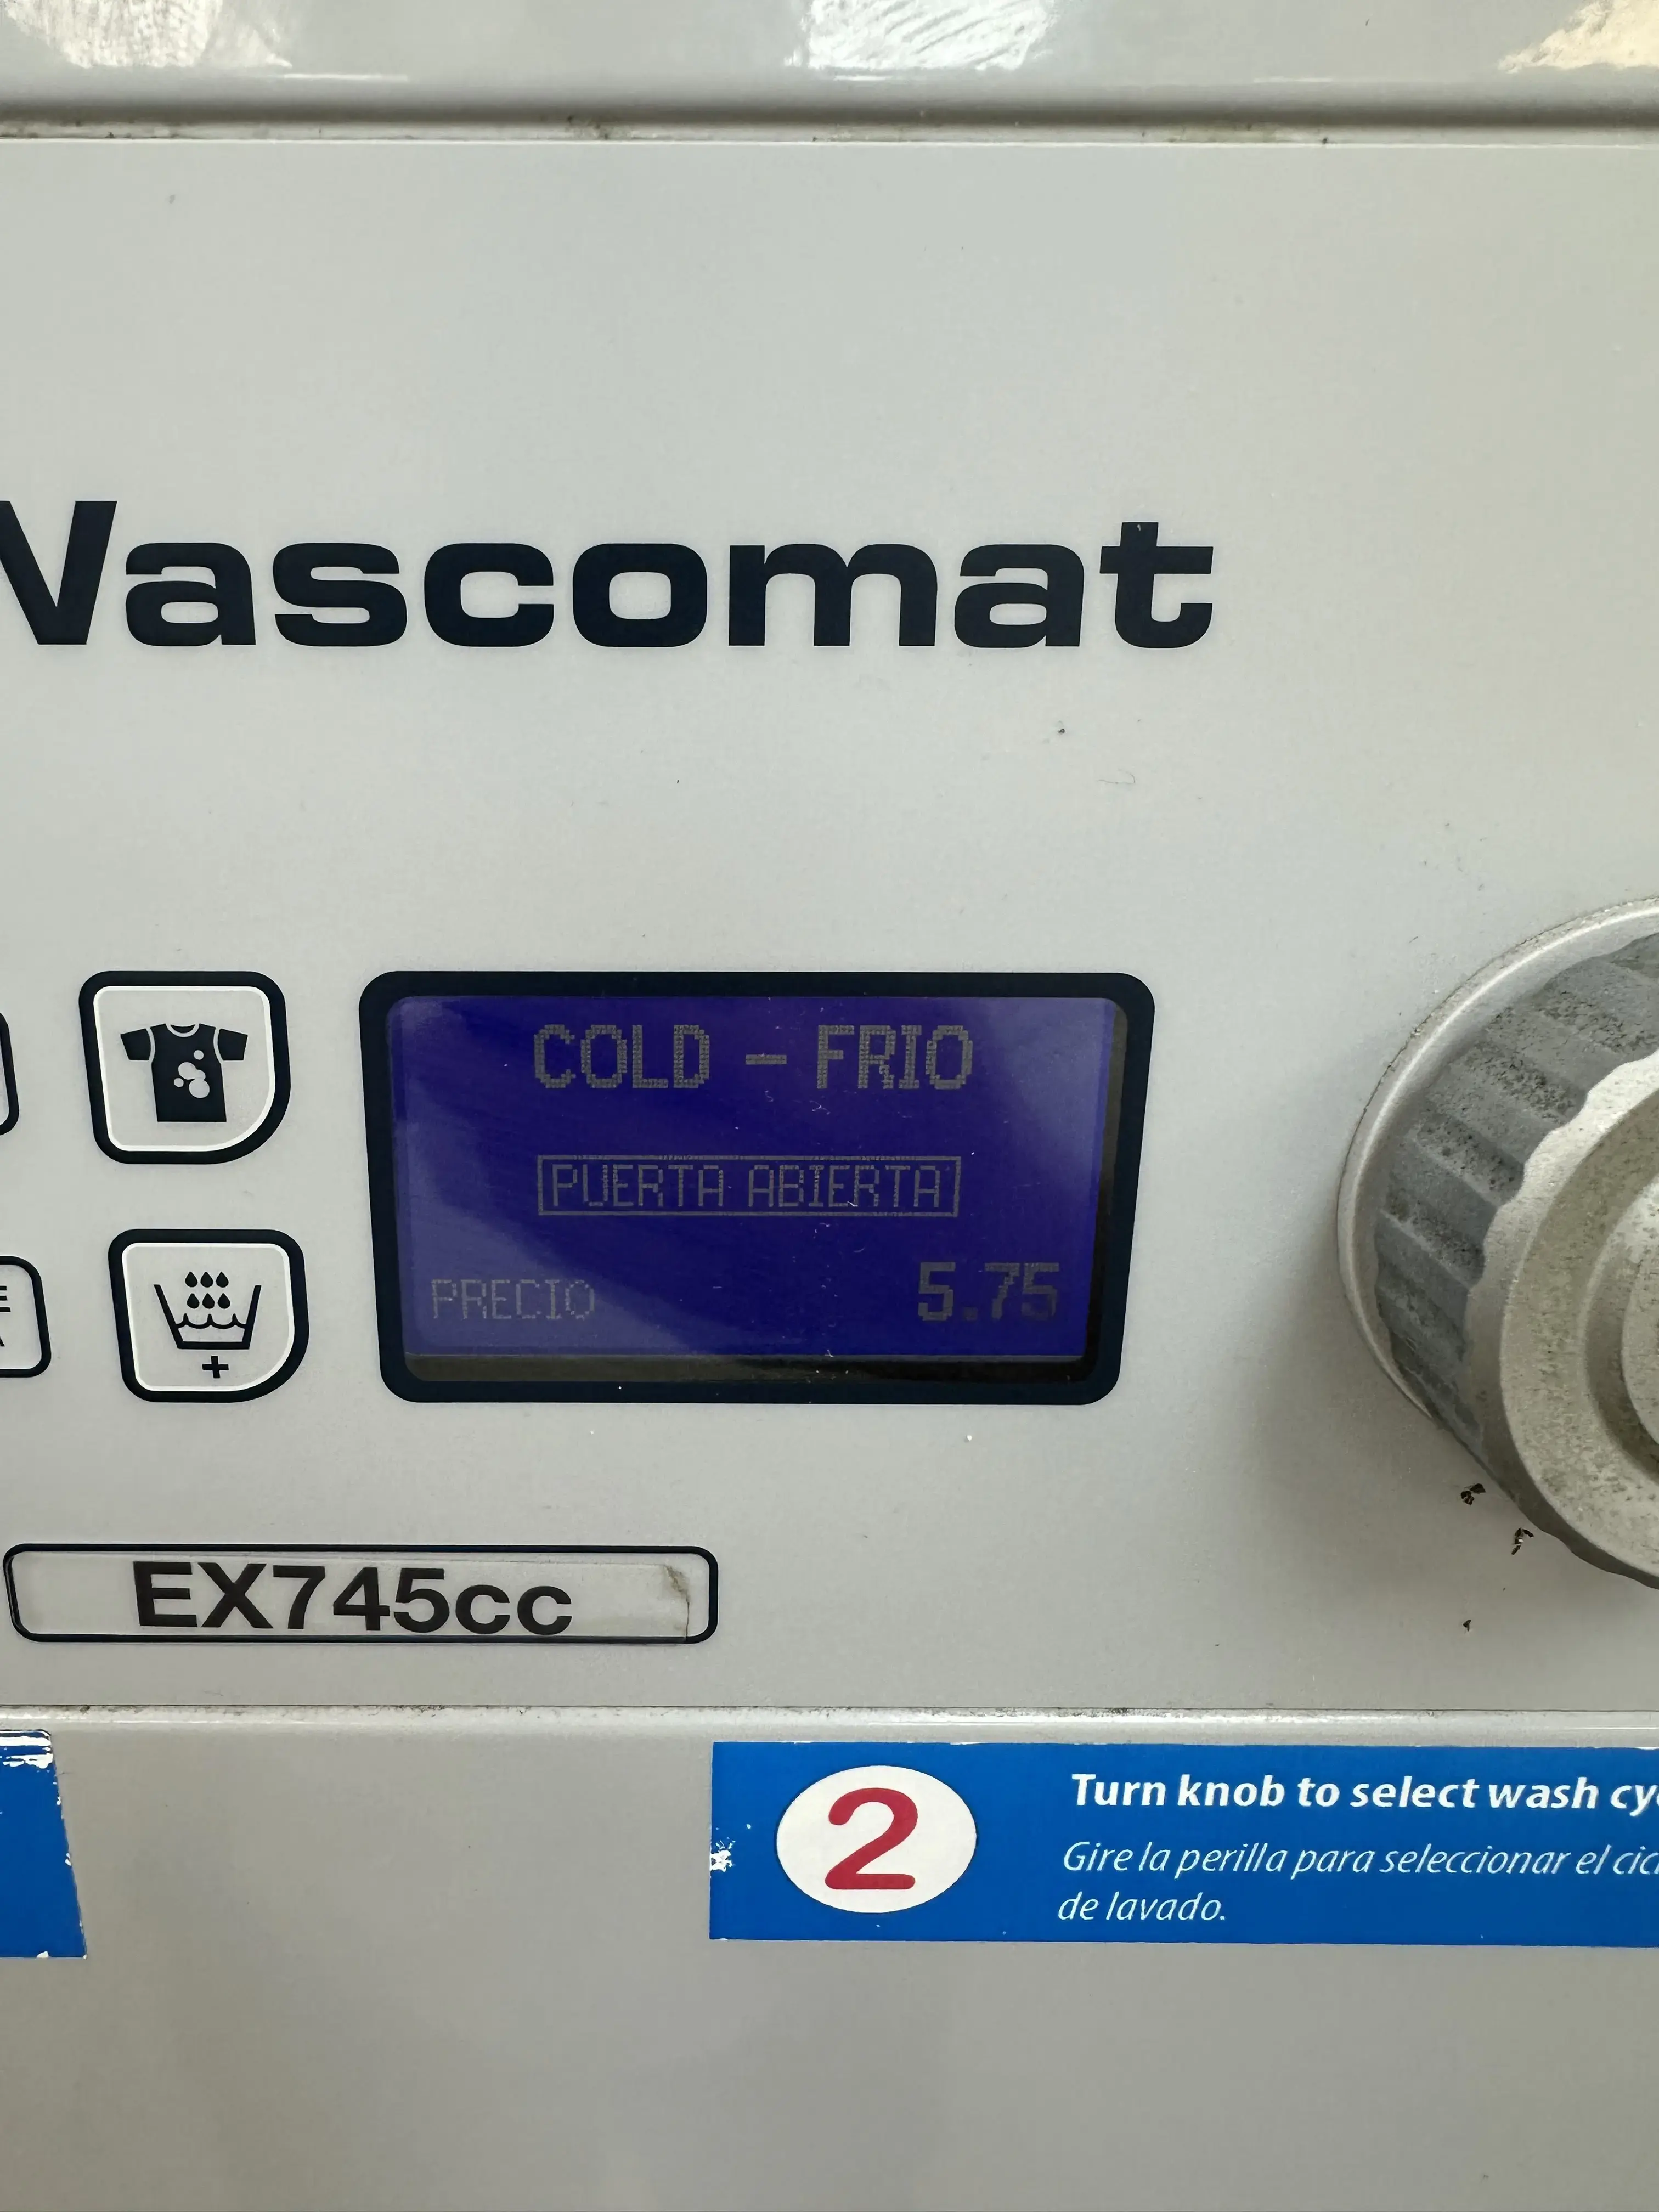 Wascomat
COLD - FRIO
PUERTA ABIERTA
PRECIO 5.75
+
EX745cc
2
Turn knob to select wash
Gire la perilla para seleccionar el
de lavado.